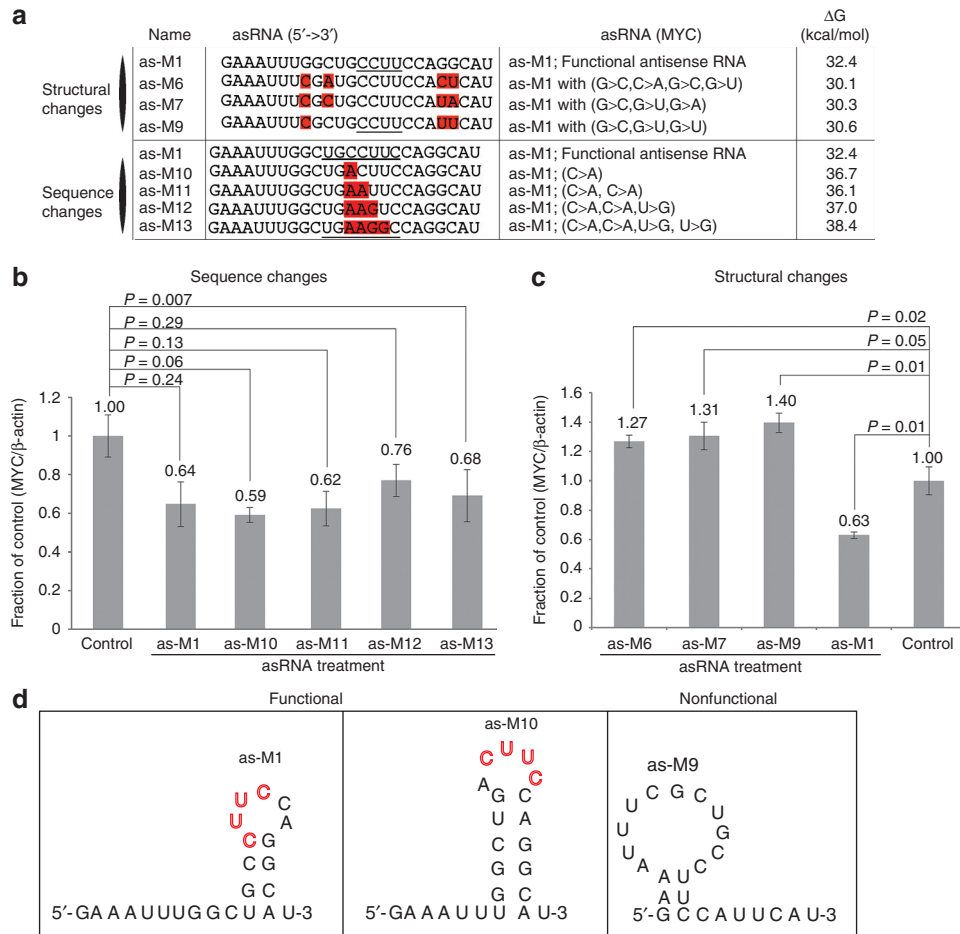 a
Name asRNA (5′->3′) asRNA (MYC) ΔG (kcal/mol)
Structural changes
as-M1 GAAAUUUGGCUGCCUUCCAGGCAU as-M1; Functional antisense RNA 32.4
as-M6 GAAAUUUGCUAUGCCUUCCACUCAU as-M1 with (G>C,C>A,G>C,G>U) 30.1
as-M7 GAAAUUUCGCUGCCUUCCAUACAU as-M1 with (G>C,G>U,G>A) 30.3
as-M9 GAAAUUUCGCUGCCUUCCAUUCAU as-M1 with (G>C,G>U,G>U) 30.6
Sequence changes
as-M1 GAAAUUUGGCUGCCUUCCAGGCAU as-M1; Functional antisense RNA 32.4
as-M10 GAAAUUUGGCUGACUUCCAGGCAU as-M1; (C>A) 36.7
as-M11 GAAAUUUGGCUGAAUUCCAGGCAU as-M1; (C>A, C>A) 36.1
as-M12 GAAAUUUGGCUGAAGUCCAGGCAU as-M1; (C>A,C>A,U>G) 37.0
as-M13 GAAAUUUGGCUGAAGGCCAGGCAU as-M1; (C>A,C>A,U>G, U>G) 38.4
b
Sequence changes
P = 0.007
P = 0.29
P = 0.13
P = 0.06
P = 0.24
Fraction of control (MYC/β-actin)
1.2
1
0.8
0.6
0.4
0.2
0
1.00
0.64
0.59
0.62
0.76
0.68
Control as-M1 as-M10 as-M11 as-M12 as-M13
asRNA treatment
c
Structural changes
P = 0.02
P = 0.05
P = 0.01
P = 0.01
Fraction of control (MYC/β-actin)
1.6
1.4
1.2
1.0
0.8
0.6
0.4
0.2
0.0
1.27
1.31
1.40
0.63
1.00
as-M6 as-M7 as-M9 as-M1 Control
asRNA treatment
d
Functional Nonfunctional
as-M1
U U C C A
C G
C G
G C
5′-GAAAUUUGGCUAU-3
as-M10
C U U C
A C
G A
U G
C G
G C
5′-GAAAUUUAU-3
as-M9
U U U C G C U G C C
A A U
A U
5′-GCCAUUCAU-3